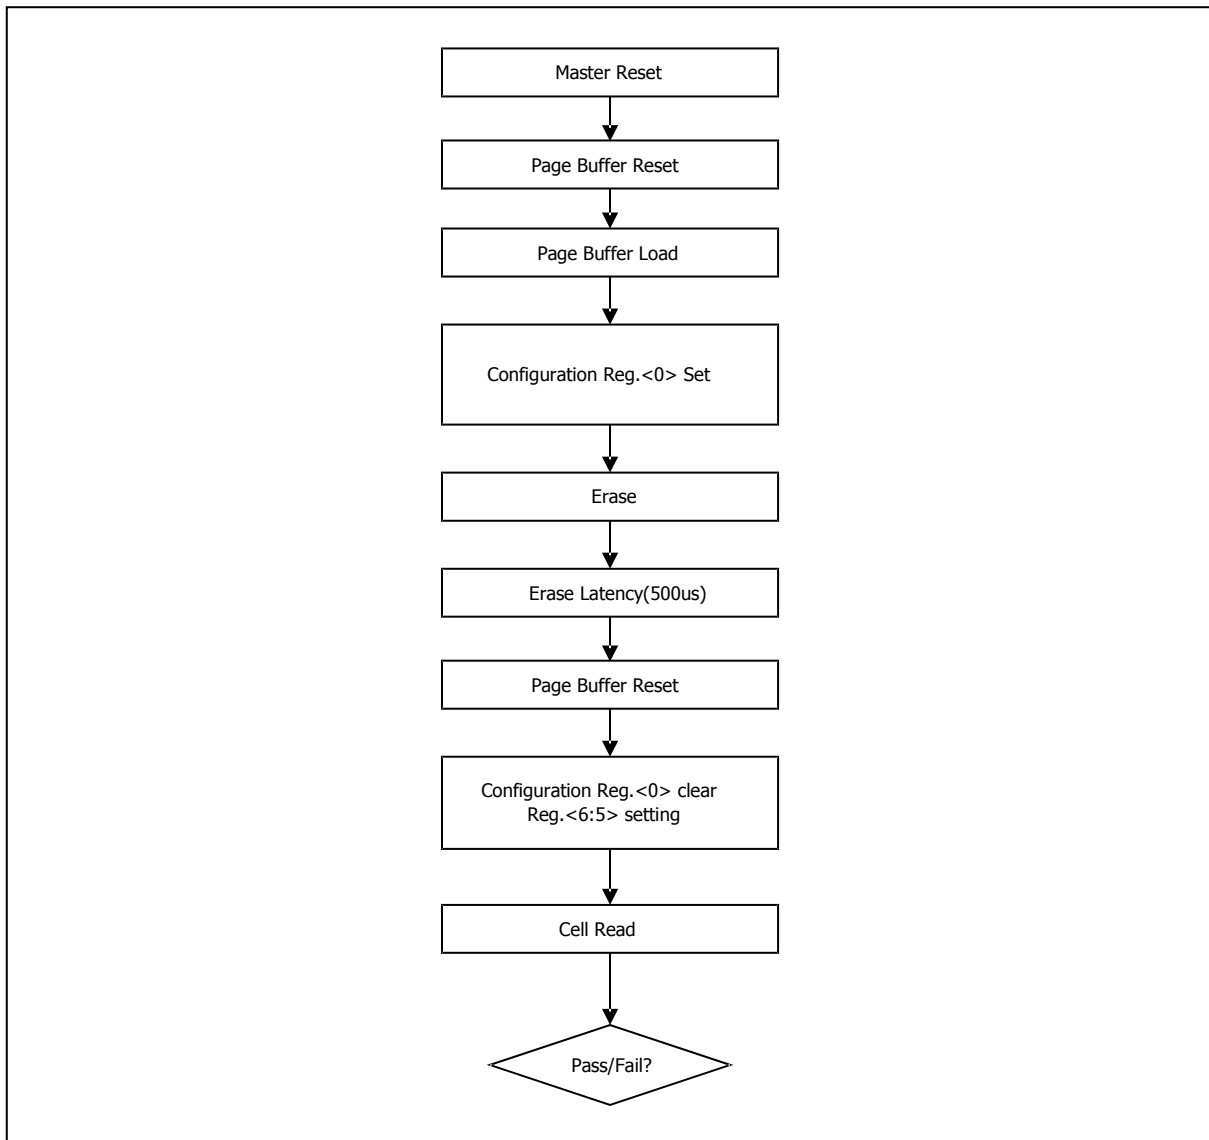 Master Reset
Page Buffer Reset
Page Buffer Load
Configuration Reg.<0> Set
Erase
Erase Latency(500us)
Page Buffer Reset
Configuration Reg.<0> clear
Reg.<6:5> setting
Cell Read
Pass/Fail?